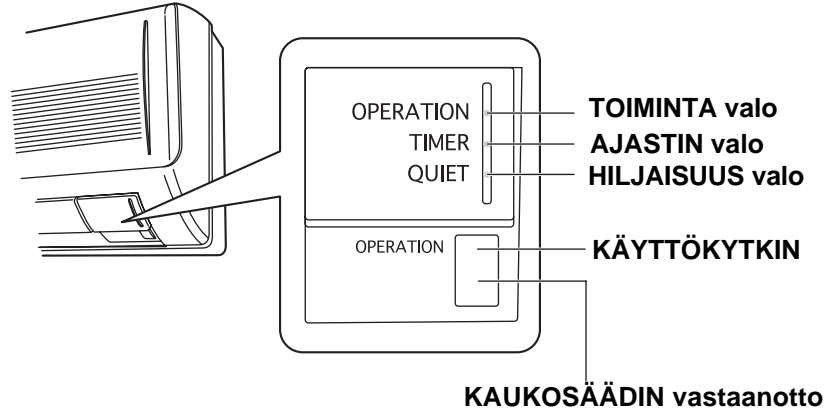 OPERATION TOIMINTA valo
TIMER AJASTIN valo
QUIET HILJAISUUS valo
OPERATION KÄYTTÖKYTKIN
KAUKOSÄÄDIN vastaanotto